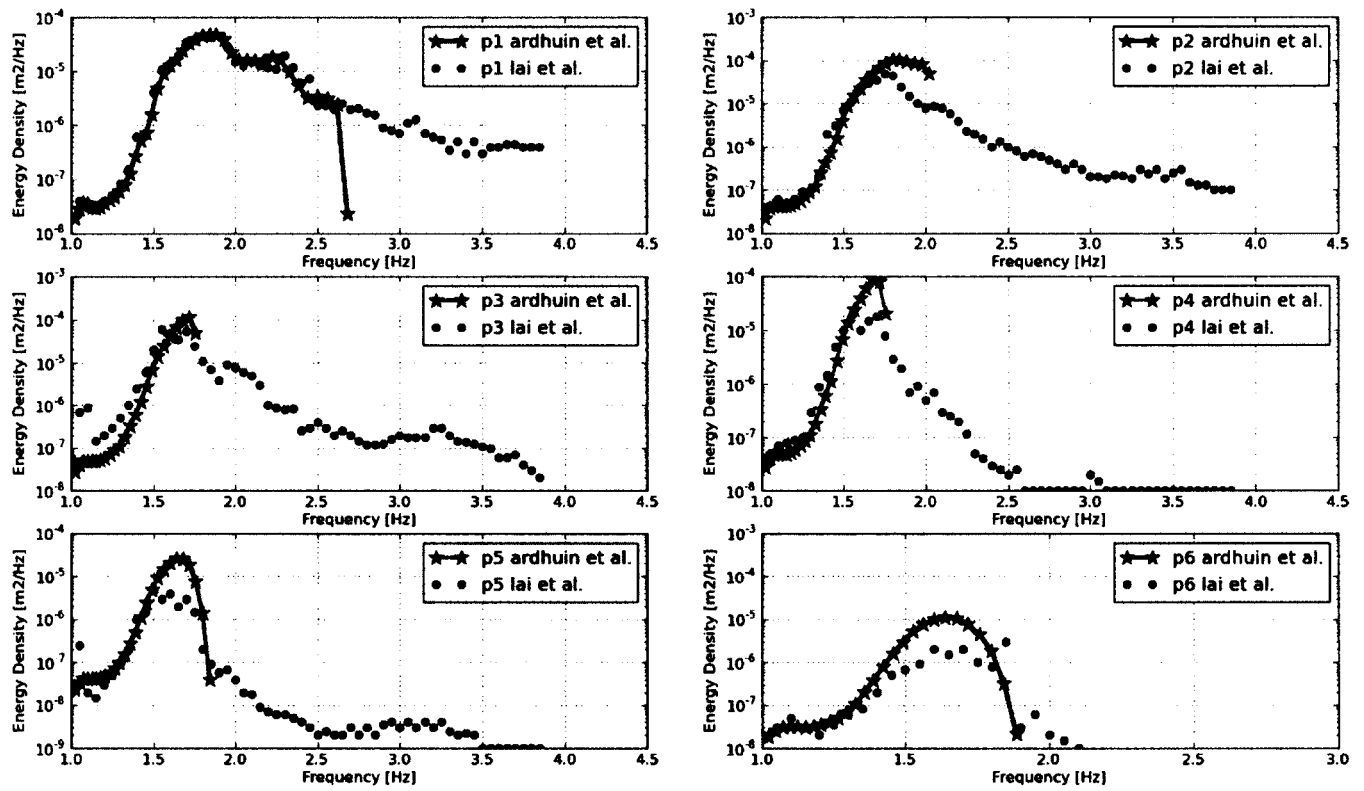 10^-4
10^-5
10^-6
10^-7
10^-8
Energy Density [m2/Hz]
p1 ardhuin et al.
p1 lai et al.
1.0 1.5 2.0 2.5 3.0 3.5 4.0 4.5
Frequency [Hz]
10^-3
10^-4
10^-5
10^-6
10^-7
10^-8
Energy Density [m2/Hz]
p2 ardhuin et al.
p2 lai et al.
1.0 1.5 2.0 2.5 3.0 3.5 4.0 4.5
Frequency [Hz]
10^-3
10^-4
10^-5
10^-6
10^-7
10^-8
Energy Density [m2/Hz]
p3 ardhuin et al.
p3 lai et al.
1.0 1.5 2.0 2.5 3.0 3.5 4.0 4.5
Frequency [Hz]
10^-4
10^-5
10^-6
10^-7
10^-8
Energy Density [m2/Hz]
p4 ardhuin et al.
p4 lai et al.
1.0 1.5 2.0 2.5 3.0 3.5 4.0 4.5
Frequency [Hz]
10^-4
10^-5
10^-6
10^-7
10^-8
10^-9
Energy Density [m2/Hz]
p5 ardhuin et al.
p5 lai et al.
1.0 1.5 2.0 2.5 3.0 3.5 4.0 4.5
Frequency [Hz]
10^-3
10^-4
10^-5
10^-6
10^-7
10^-8
Energy Density [m2/Hz]
p6 ardhuin et al.
p6 lai et al.
1.0 1.5 2.0 2.5 3.0
Frequency [Hz]